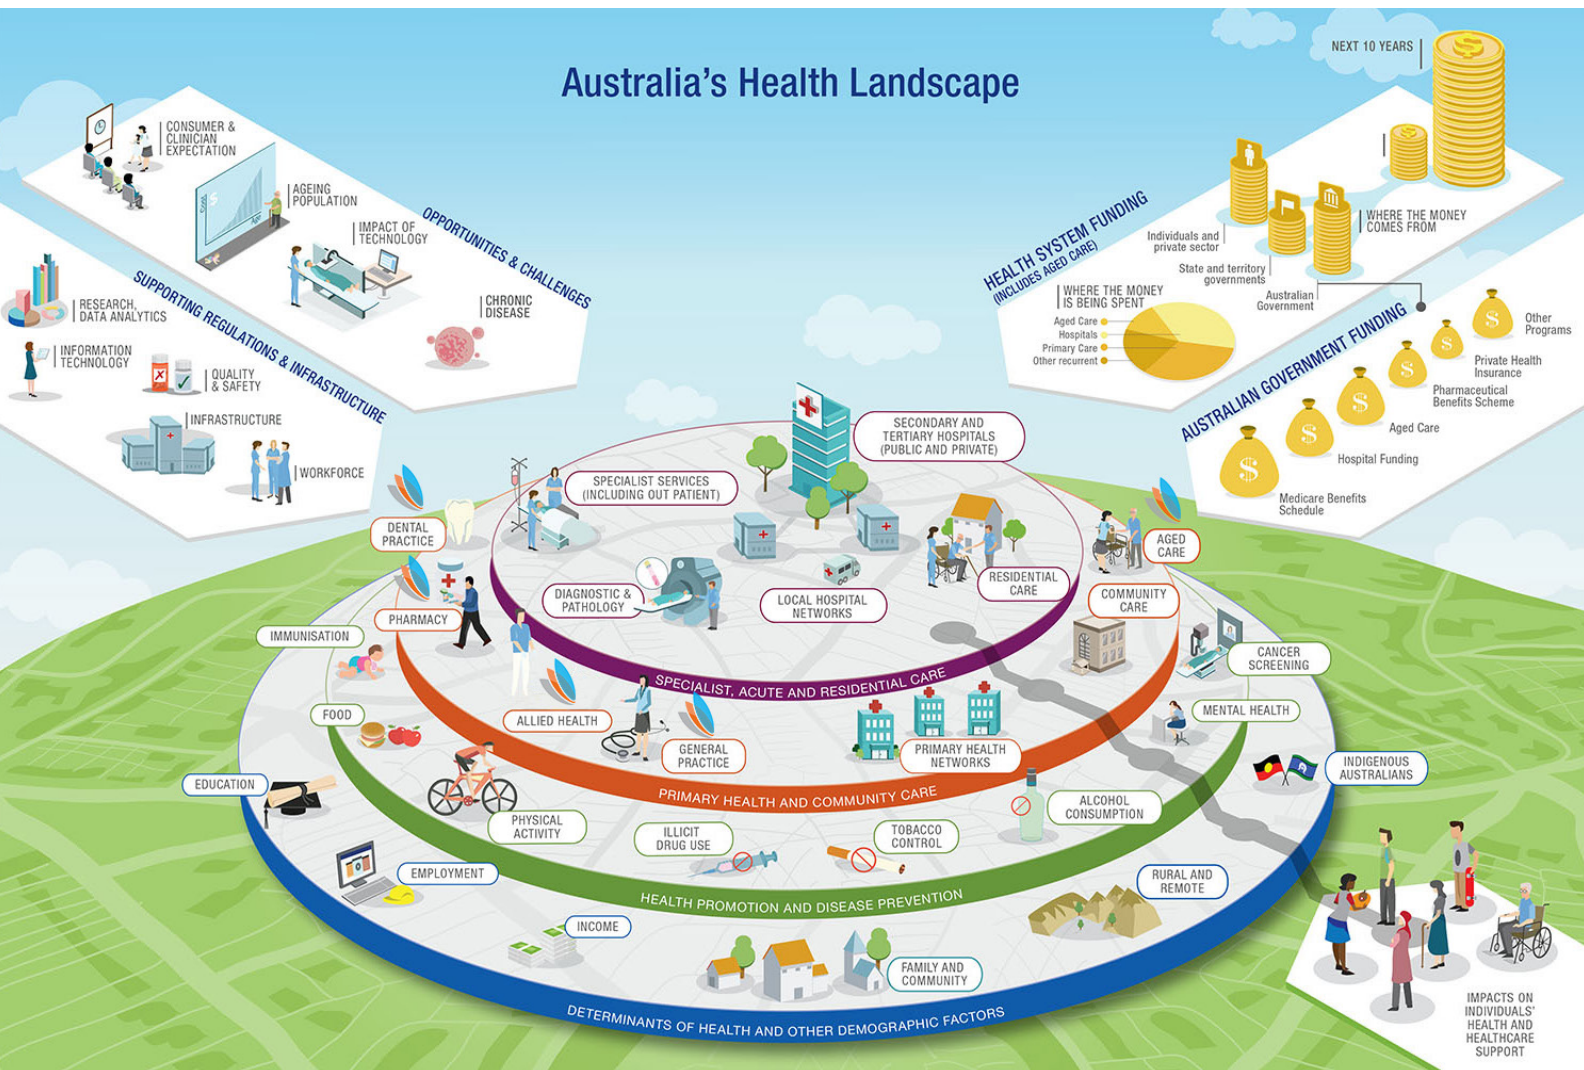 Australia's Health Landscape
CONSUMER &
CLINICIAN
EXPECTATION
Cost
$
Age
AGEING
POPULATION
IMPACT OF
TECHNOLOGY
CHRONIC
DISEASE
OPPORTUNITIES & CHALLENGES
RESEARCH,
DATA ANALYTICS
INFORMATION
TECHNOLOGY
QUALITY
& SAFETY
INFRASTRUCTURE
WORKFORCE
SUPPORTING REGULATIONS & INFRASTRUCTURE
NEXT 10 YEARS
$
$
HEALTH SYSTEM FUNDING
(INCLUDES AGED CARE)
WHERE THE MONEY
COMES FROM
Individuals and
private sector
State and territory
governments
Australian
Government
WHERE THE MONEY
IS BEING SPENT
Aged Care
Hospitals
Primary Care
Other recurrent
AUSTRALIAN GOVERNMENT FUNDING
$
Other
Programs
$
Private Health
Insurance
$
Pharmaceutical
Benefits Scheme
$
Aged Care
$
Hospital Funding
$
Medicare Benefits
Schedule
SECONDARY AND
TERTIARY HOSPITALS
(PUBLIC AND PRIVATE)
SPECIALIST SERVICES
(INCLUDING OUT PATIENT)
DIAGNOSTIC &
PATHOLOGY
LOCAL HOSPITAL
NETWORKS
RESIDENTIAL
CARE
SPECIALIST, ACUTE AND RESIDENTIAL CARE
DENTAL
PRACTICE
PHARMACY
ALLIED HEALTH
GENERAL
PRACTICE
PRIMARY HEALTH
NETWORKS
COMMUNITY
CARE
AGED
CARE
PRIMARY HEALTH AND COMMUNITY CARE
IMMUNISATION
FOOD
PHYSICAL
ACTIVITY
ILLICIT
DRUG USE
TOBACCO
CONTROL
ALCOHOL
CONSUMPTION
MENTAL HEALTH
CANCER
SCREENING
HEALTH PROMOTION AND DISEASE PREVENTION
EDUCATION
EMPLOYMENT
INCOME
FAMILY AND
COMMUNITY
RURAL AND
REMOTE
INDIGENOUS
AUSTRALIANS
DETERMINANTS OF HEALTH AND OTHER DEMOGRAPHIC FACTORS
IMPACTS ON
INDIVIDUALS'
HEALTH AND
HEALTHCARE
SUPPORT